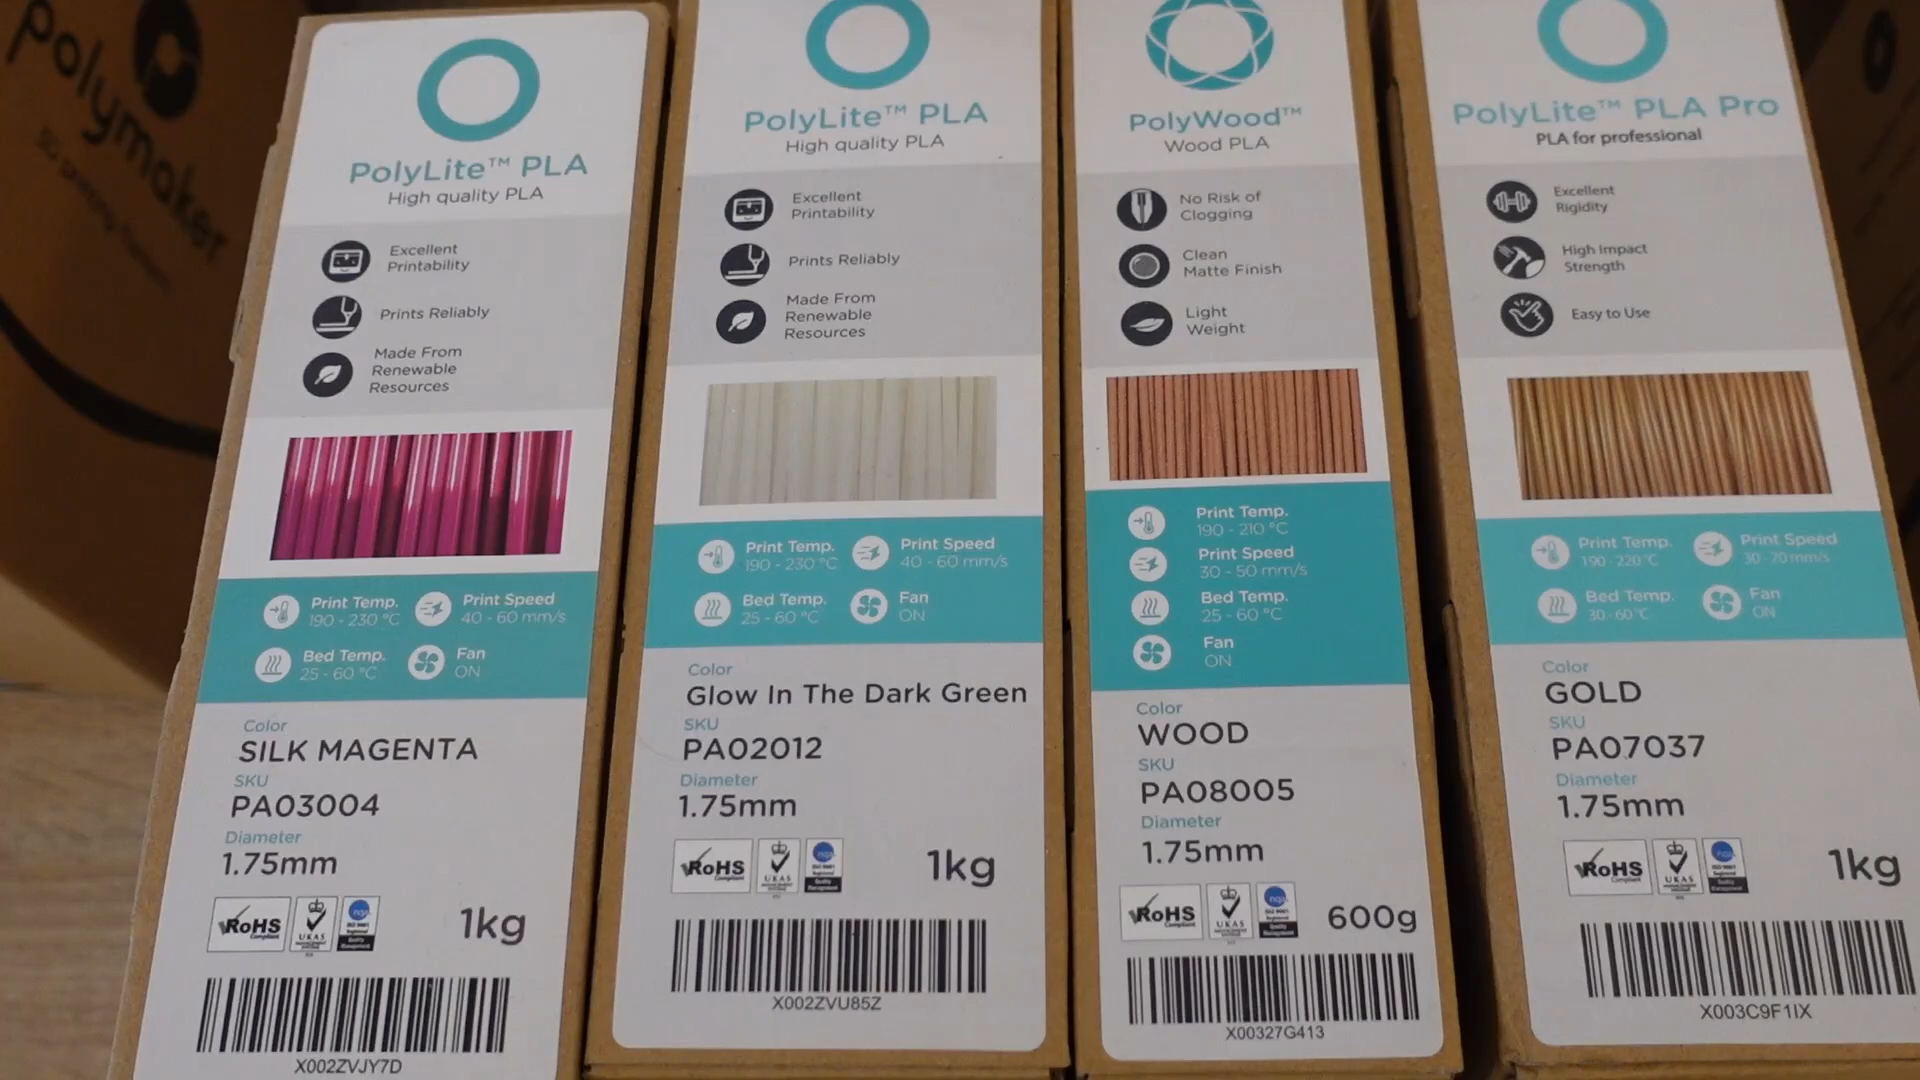 polymaker
PolyLite™ PLA
High quality PLA
Excellent
Printability
Prints Reliably
Made From
Renewable
Resources
Print Temp.
190 - 230 °C
Print Speed
40 - 60 mm/s
Bed Temp.
25 - 60 °C
Fan
ON
Color
SILK MAGENTA
SKU
PA03004
Diameter
1.75mm
RoHS
Compliant
UKAS
1kg
X002ZVJY7D
PolyLite™ PLA
High quality PLA
Excellent
Printability
Prints Reliably
Made From
Renewable
Resources
Print Temp.
190 - 230 °C
Print Speed
40 - 60 mm/s
Bed Temp.
25 - 60 °C
Fan
ON
Color
Glow In The Dark Green
SKU
PA02012
Diameter
1.75mm
RoHS
Compliant
UKAS
1kg
X002ZVU85Z
PolyWood™
Wood PLA
No Risk of
Clogging
Clean
Matte Finish
Light
Weight
Print Temp.
190 - 210 °C
Print Speed
30 - 50 mm/s
Bed Temp.
25 - 60 °C
Fan
ON
Color
WOOD
SKU
PA08005
Diameter
1.75mm
RoHS
Compliant
UKAS
600g
X00327G413
PolyLite™ PLA Pro
PLA for professional
Excellent
Rigidity
High Impact
Strength
Easy to Use
Print Temp.
190 - 220 °C
Print Speed
30 - 70 mm/s
Bed Temp.
30 - 60 °C
Fan
ON
Color
GOLD
SKU
PA07037
Diameter
1.75mm
RoHS
Compliant
UKAS
1kg
X003C9F1IX